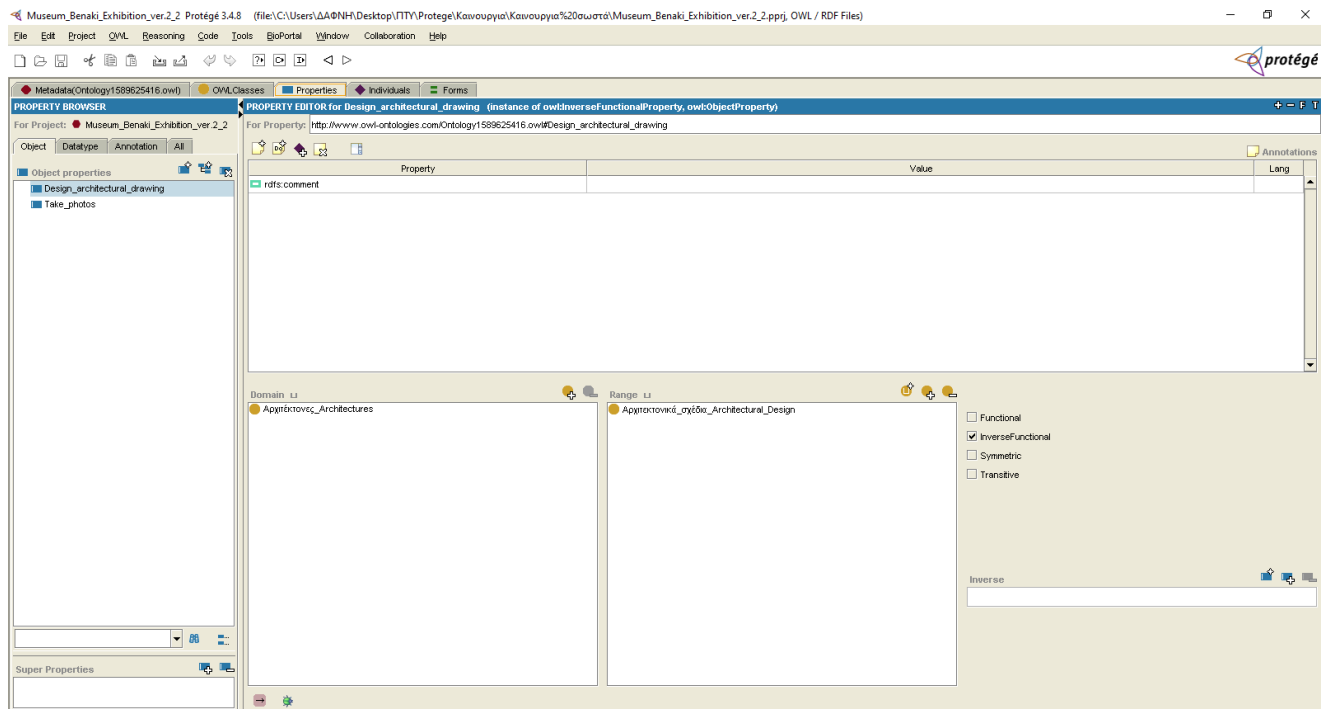 Museum_Benaki_Exhibition_ver.2_2 Protégé 3.4.8 (file:\C:\Users\ΔΑΦΝΗ\Desktop\ΠΤΥ\Protege\Καινουργια\Καινουργια%20σωστά\Museum_Benaki_Exhibition_ver.2_2.pprj, OWL / RDF Files)
File Edit Project OWL Reasoning Code Tools BioPortal Window Collaboration Help
protégé
Metadata(Ontology1589625416.owl) OWLClasses Properties Individuals Forms
PROPERTY BROWSER
PROPERTY EDITOR for Design_architectural_drawing (instance of owl:InverseFunctionalProperty, owl:ObjectProperty)
For Project: Museum_Benaki_Exhibition_ver.2_2
For Property: http://www.owl-ontologies.com/Ontology1589625416.owl#Design_architectural_drawing
Object Datatype Annotation All
Annotations
Object properties
Property Value Lang
Design_architectural_drawing
rdfs:comment
Take_photos
Domain
Range
Αρχιτέκτονες_Architectures
Αρχιτεκτονικά_σχέδια_Architectural_Design
Functional
InverseFunctional
Symmetric
Transitive
Inverse
Super Properties